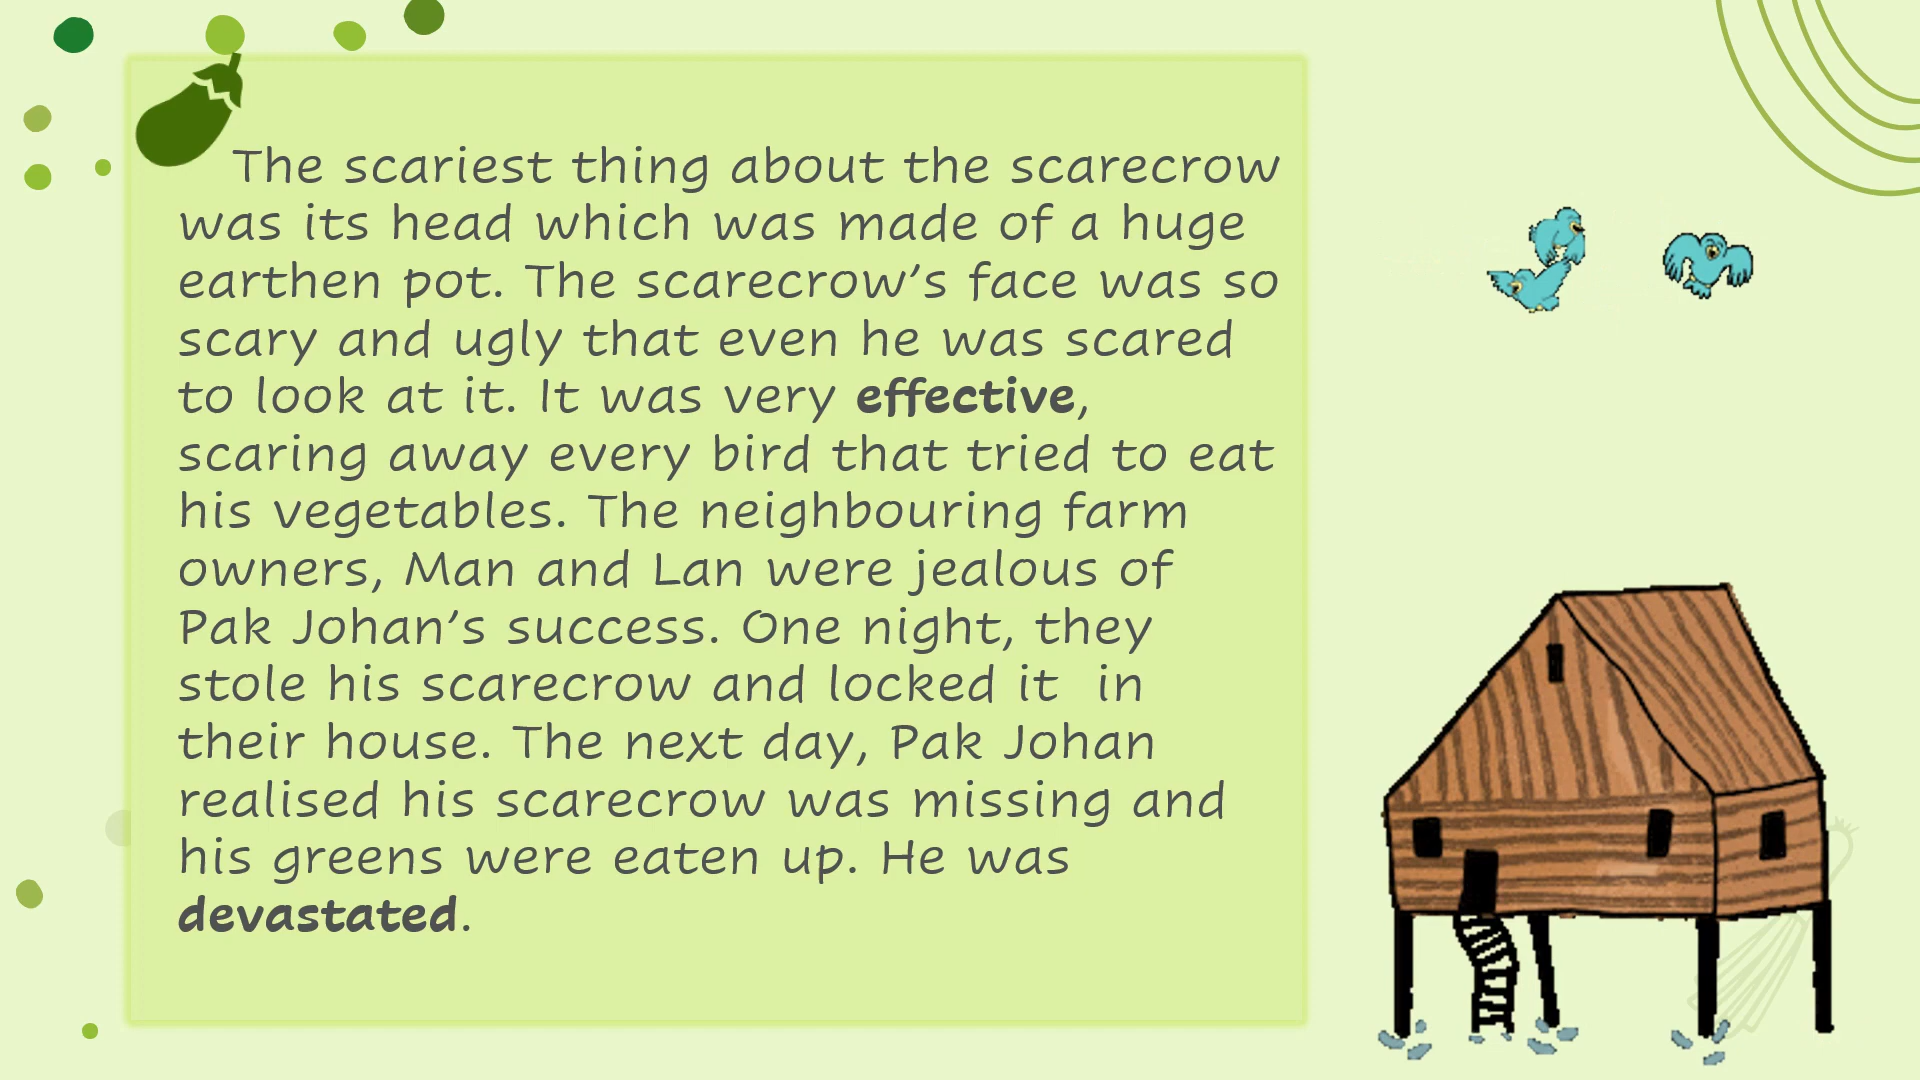 The scariest thing about the scarecrow
was its head which was made of a huge
earthen pot. The scarecrow’s face was so
scary and ugly that even he was scared
to look at it. It was very effective,
scaring away every bird that tried to eat
his vegetables. The neighbouring farm
owners, Man and Lan were jealous of
Pak Johan’s success. One night, they
stole his scarecrow and locked it  in
their house. The next day, Pak Johan
realised his scarecrow was missing and
his greens were eaten up. He was
devastated.